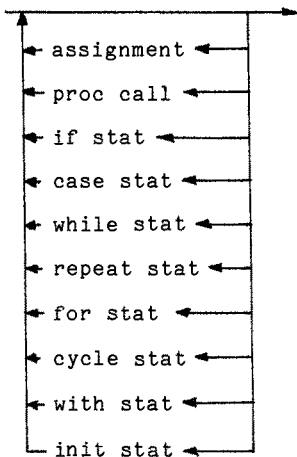 assignment
proc call
if stat
case stat
while stat
repeat stat
for stat
cycle stat
with stat
init stat